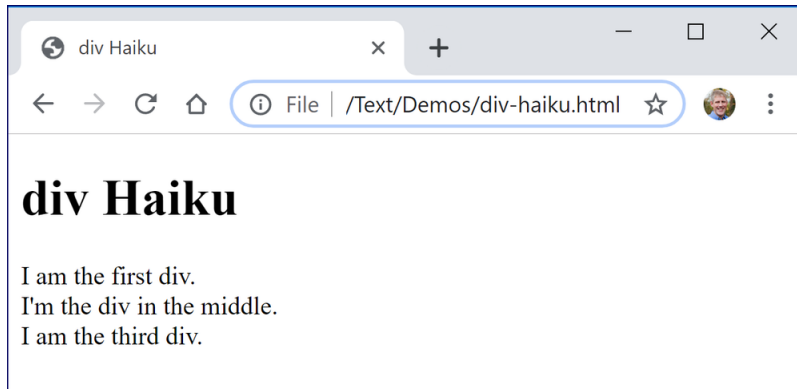 div Haiku
File /Text/Demos/div-haiku.html
div Haiku
I am the first div.
I'm the div in the middle.
I am the third div.